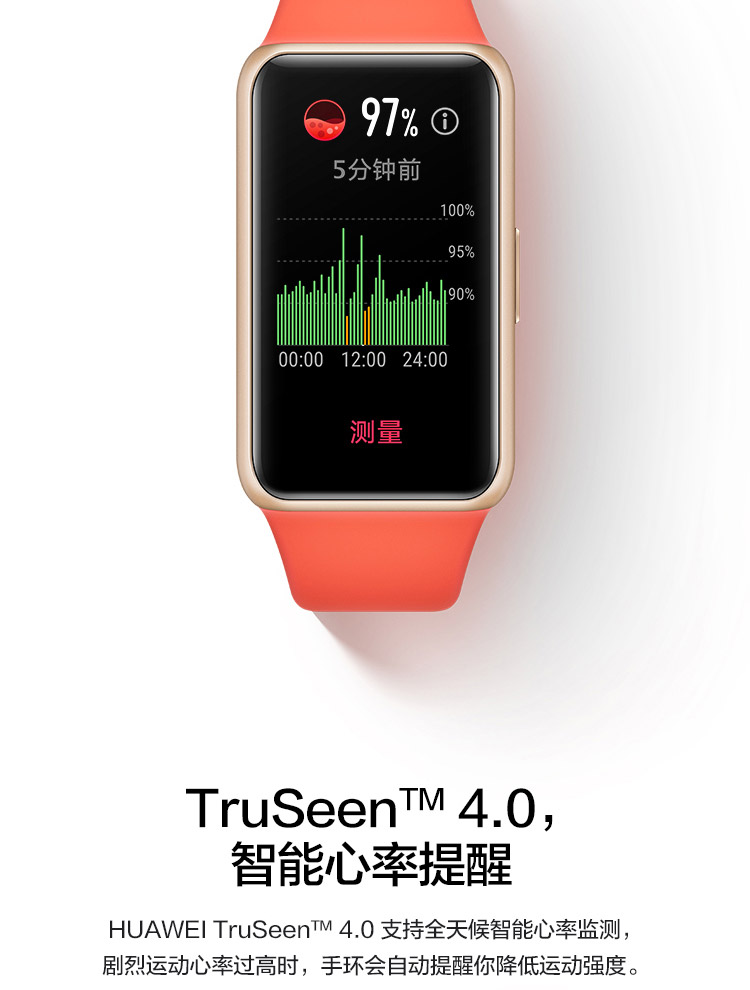 97%
5分钟前
100%
95%
90%
00:00 12:00 24:00
测量
TruSeen™ 4.0，
智能心率提醒
HUAWEI TruSeen™ 4.0 支持全天候智能心率监测，
剧烈运动心率过高时，手环会自动提醒你降低运动强度。